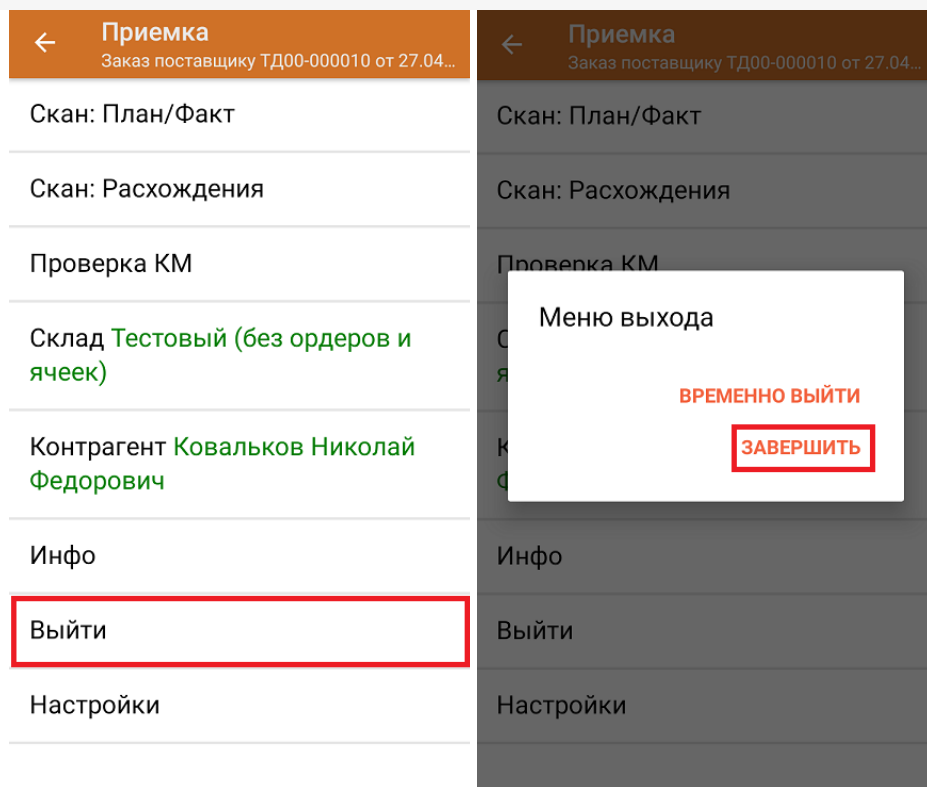 Приемка
Заказ поставщику ТД00-000010 от 27.04...
Скан: План/Факт
Скан: Расхождения
Проверка КМ
Склад Тестовый (без ордеров и
ячеек)
Контрагент Ковальков Николай
Федорович
Инфо
Выйти
Настройки
Приемка
Заказ поставщику ТД00-000010 от 27.04...
Скан: План/Факт
Скан: Расхождения
Проверка КМ
С
я
Меню выхода
ВРЕМЕННО ВЫЙТИ
ЗАВЕРШИТЬ
К
Ф
Инфо
Выйти
Настройки